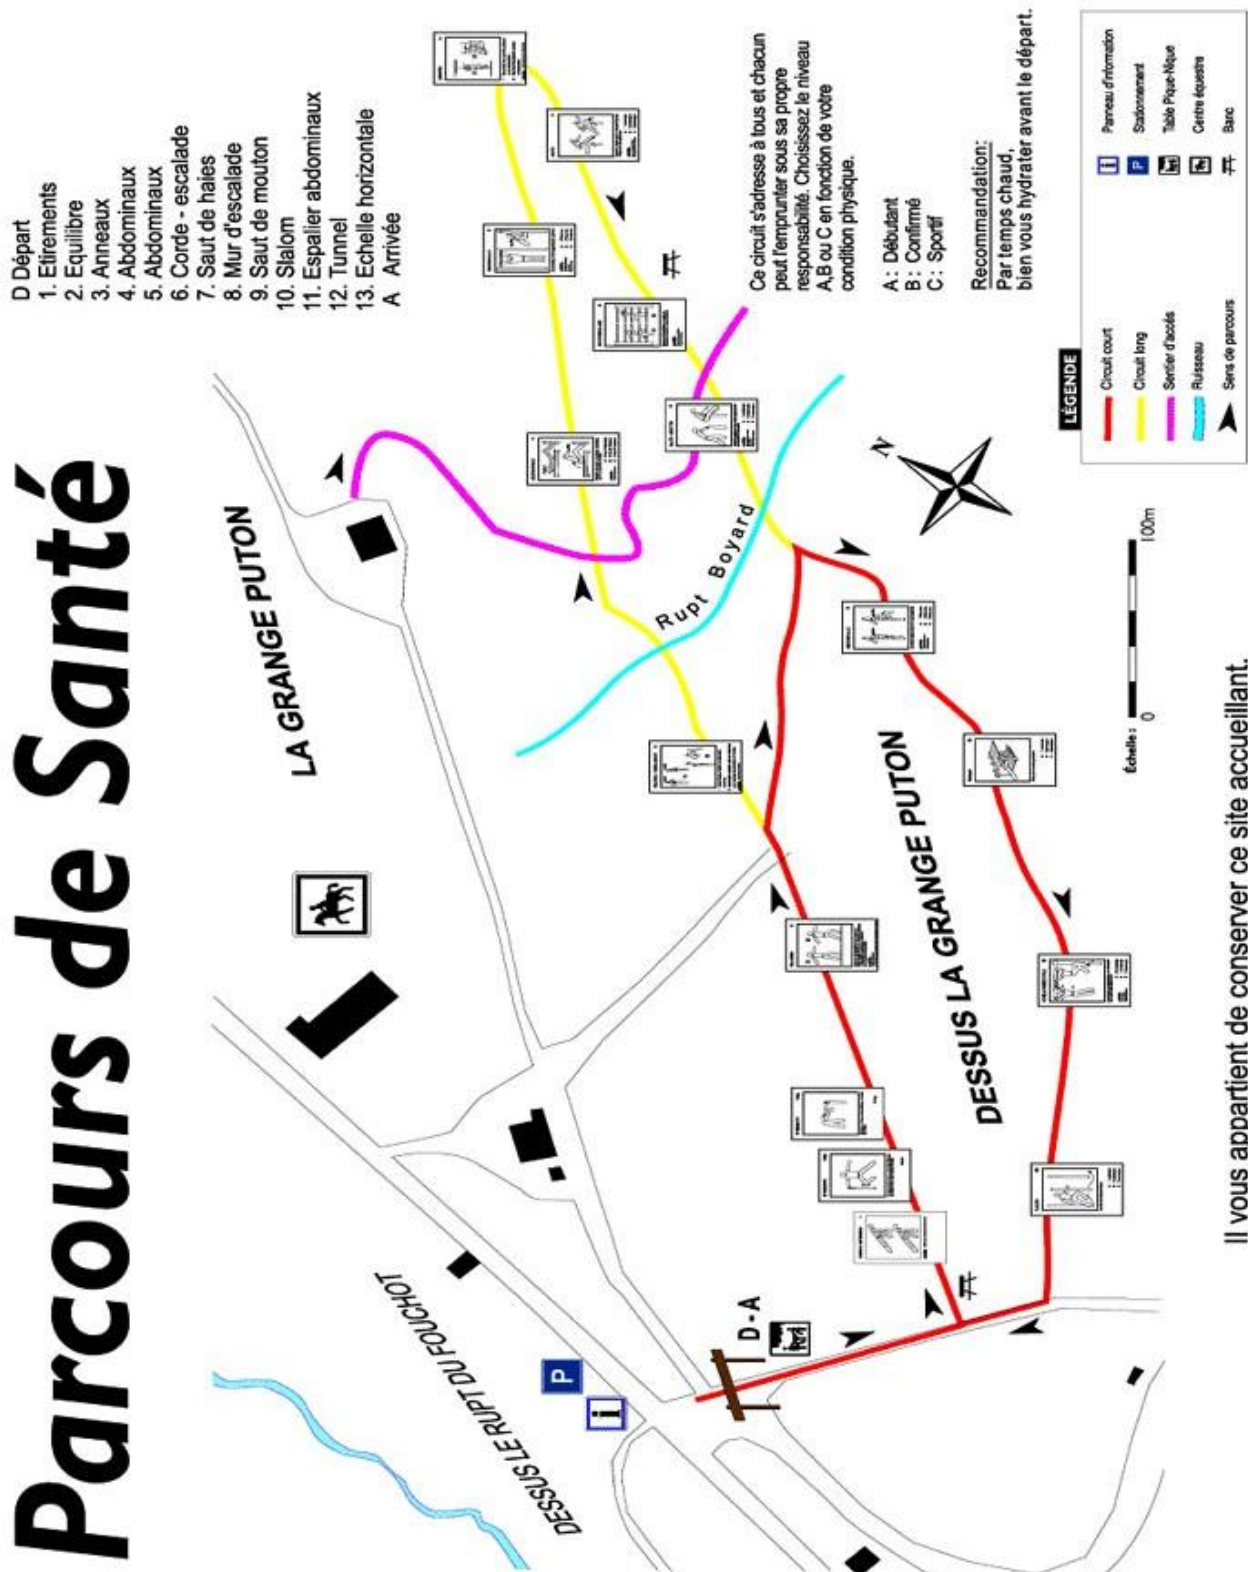 Parcours de Santé
D Départ
1. Etirements
2. Equilibre
3. Anneaux
4. Abdominaux
5. Abdominaux
6. Corde - escalade
7. Saut de haies
8. Mur d'escalade
9. Saut de mouton
10. Slalom
11. Espalier abdominaux
12. Tunnel
13. Echelle horizontale
A Arrivée
LA GRANGE PUTON
DESSUS LE RUPT DU FOUCHOT
P
i
D - A
Rupt Boyard
DESSUS LA GRANGE PUTON
Ce circuit s'adresse à tous et chacun
peut l'emprunter sous sa propre
responsabilité. Choisissez le niveau
A,B ou C en fonction de votre
condition physique.
A : Débutant
B : Confirmé
C : Sportif
Recommandation:
Par temps chaud,
bien vous hydrater avant le départ.
N
Échelle :
0
100m
LÉGENDE
Circuit court
Circuit long
Sentier d'accés
Ruisseau
Sens de parcours
i
Panneau d'information
P
Stationnement
Table Pique-Nique
Centre équestre
Banc
Il vous appartient de conserver ce site accueillant.